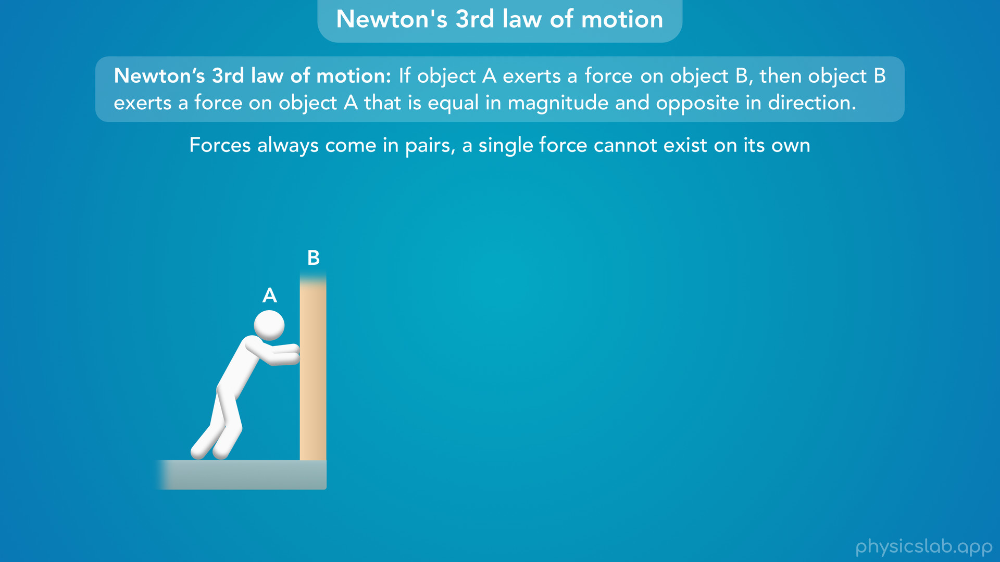 Newton's 3rd law of motion
Newton’s 3rd law of motion: If object A exerts a force on object B, then object B
exerts a force on object A that is equal in magnitude and opposite in direction.
Forces always come in pairs, a single force cannot exist on its own
B
A
physicslab.app